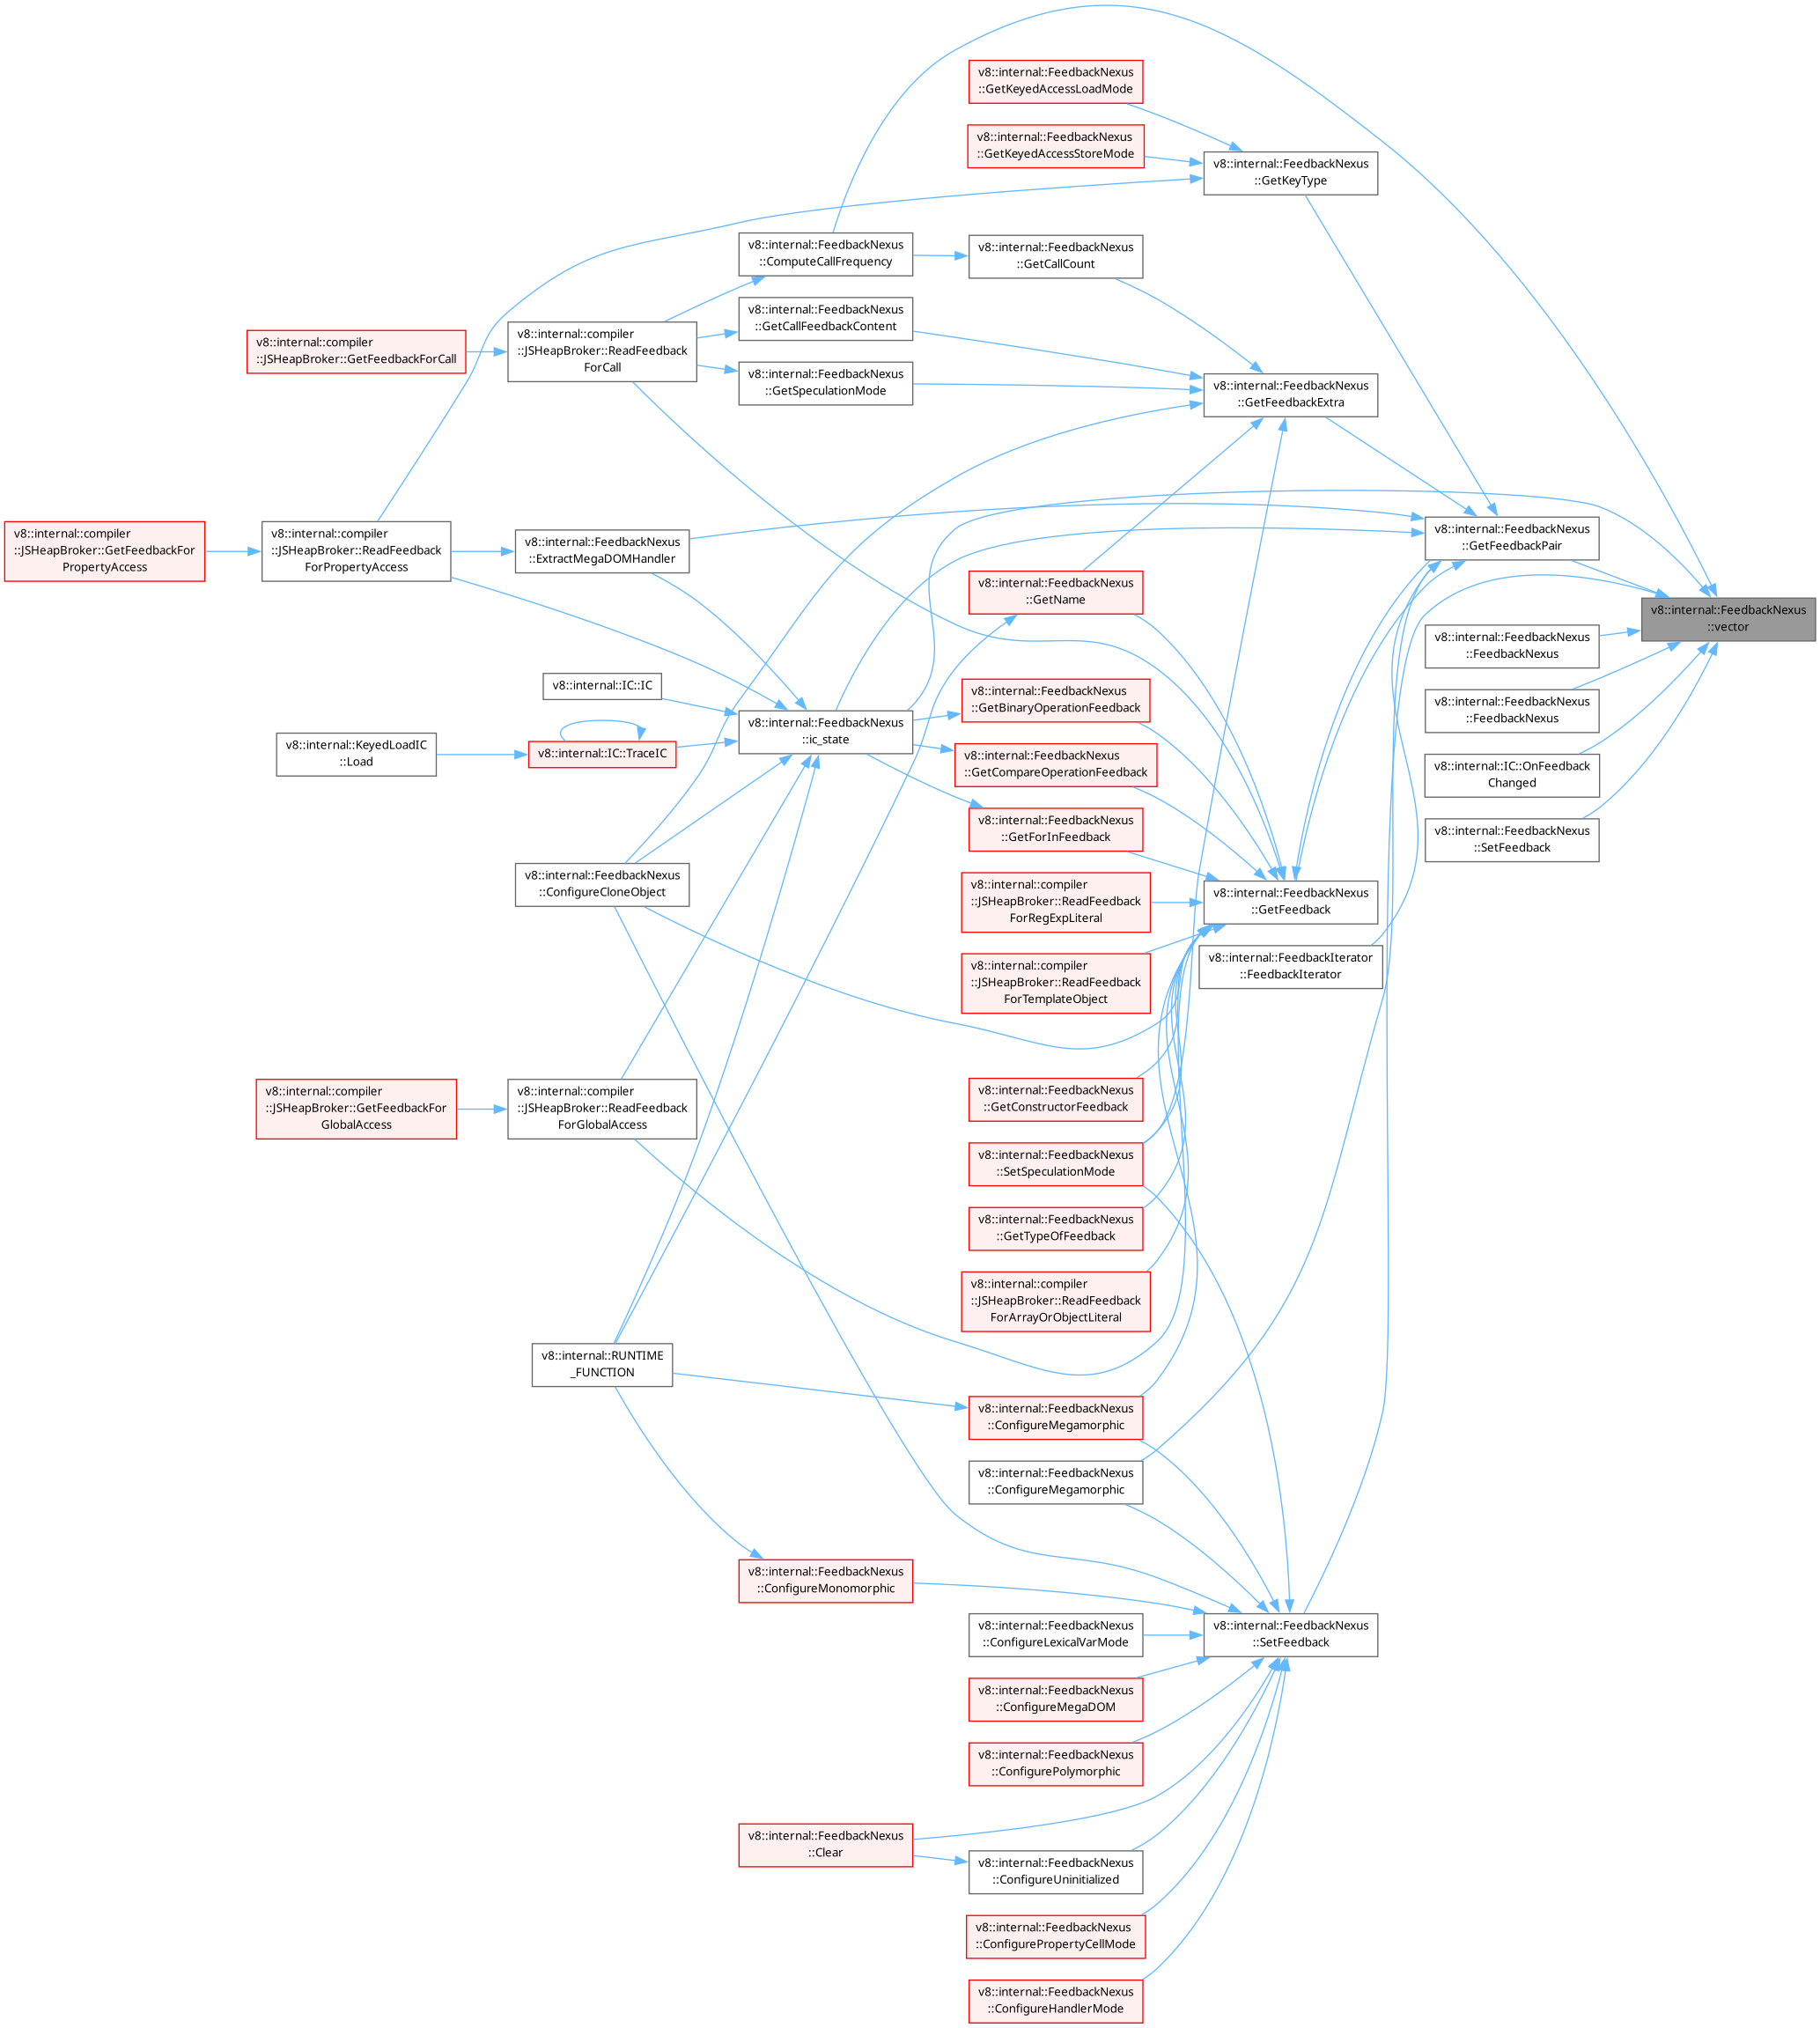 v8::internal::FeedbackNexus
::GetKeyedAccessLoadMode
v8::internal::FeedbackNexus
::GetKeyedAccessStoreMode
v8::internal::FeedbackNexus
::GetKeyType
v8::internal::FeedbackNexus
::ComputeCallFrequency
v8::internal::FeedbackNexus
::GetCallCount
v8::internal::FeedbackNexus
::GetCallFeedbackContent
v8::internal::compiler
::JSHeapBroker::GetFeedbackForCall
v8::internal::compiler
::JSHeapBroker::ReadFeedback
ForCall
v8::internal::FeedbackNexus
::GetSpeculationMode
v8::internal::FeedbackNexus
::GetFeedbackExtra
v8::internal::compiler
::JSHeapBroker::GetFeedbackFor
PropertyAccess
v8::internal::compiler
::JSHeapBroker::ReadFeedback
ForPropertyAccess
v8::internal::FeedbackNexus
::ExtractMegaDOMHandler
v8::internal::FeedbackNexus
::GetFeedbackPair
v8::internal::FeedbackNexus
::GetName
v8::internal::FeedbackNexus
::vector
v8::internal::FeedbackNexus
::FeedbackNexus
v8::internal::IC::IC
v8::internal::FeedbackNexus
::GetBinaryOperationFeedback
v8::internal::FeedbackNexus
::FeedbackNexus
v8::internal::KeyedLoadIC
::Load
v8::internal::IC::TraceIC
v8::internal::FeedbackNexus
::ic_state
v8::internal::FeedbackNexus
::GetCompareOperationFeedback
v8::internal::IC::OnFeedback
Changed
v8::internal::FeedbackNexus
::GetForInFeedback
v8::internal::FeedbackNexus
::SetFeedback
v8::internal::FeedbackNexus
::ConfigureCloneObject
v8::internal::compiler
::JSHeapBroker::ReadFeedback
ForRegExpLiteral
v8::internal::FeedbackNexus
::GetFeedback
v8::internal::compiler
::JSHeapBroker::ReadFeedback
ForTemplateObject
v8::internal::FeedbackIterator
::FeedbackIterator
v8::internal::compiler
::JSHeapBroker::GetFeedbackFor
GlobalAccess
v8::internal::compiler
::JSHeapBroker::ReadFeedback
ForGlobalAccess
v8::internal::FeedbackNexus
::GetConstructorFeedback
v8::internal::FeedbackNexus
::SetSpeculationMode
v8::internal::FeedbackNexus
::GetTypeOfFeedback
v8::internal::compiler
::JSHeapBroker::ReadFeedback
ForArrayOrObjectLiteral
v8::internal::RUNTIME
_FUNCTION
v8::internal::FeedbackNexus
::ConfigureMegamorphic
v8::internal::FeedbackNexus
::ConfigureMegamorphic
v8::internal::FeedbackNexus
::ConfigureMonomorphic
v8::internal::FeedbackNexus
::ConfigureLexicalVarMode
v8::internal::FeedbackNexus
::SetFeedback
v8::internal::FeedbackNexus
::ConfigureMegaDOM
v8::internal::FeedbackNexus
::ConfigurePolymorphic
v8::internal::FeedbackNexus
::Clear
v8::internal::FeedbackNexus
::ConfigureUninitialized
v8::internal::FeedbackNexus
::ConfigurePropertyCellMode
v8::internal::FeedbackNexus
::ConfigureHandlerMode